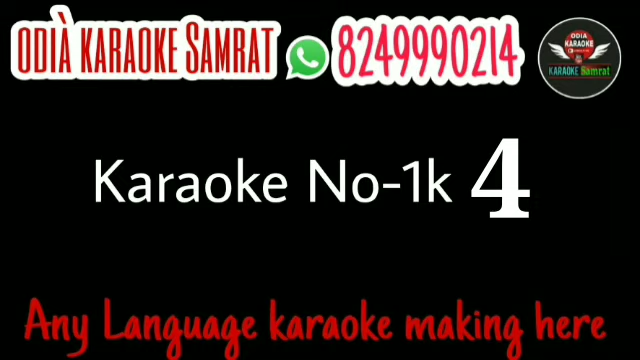 ODIÀ KARAOKE SAMRAT 8249990214
ODIA
KARAOKE
KARAOKE Samrat
Karaoke No-1k 4
Any Language karaoke making here